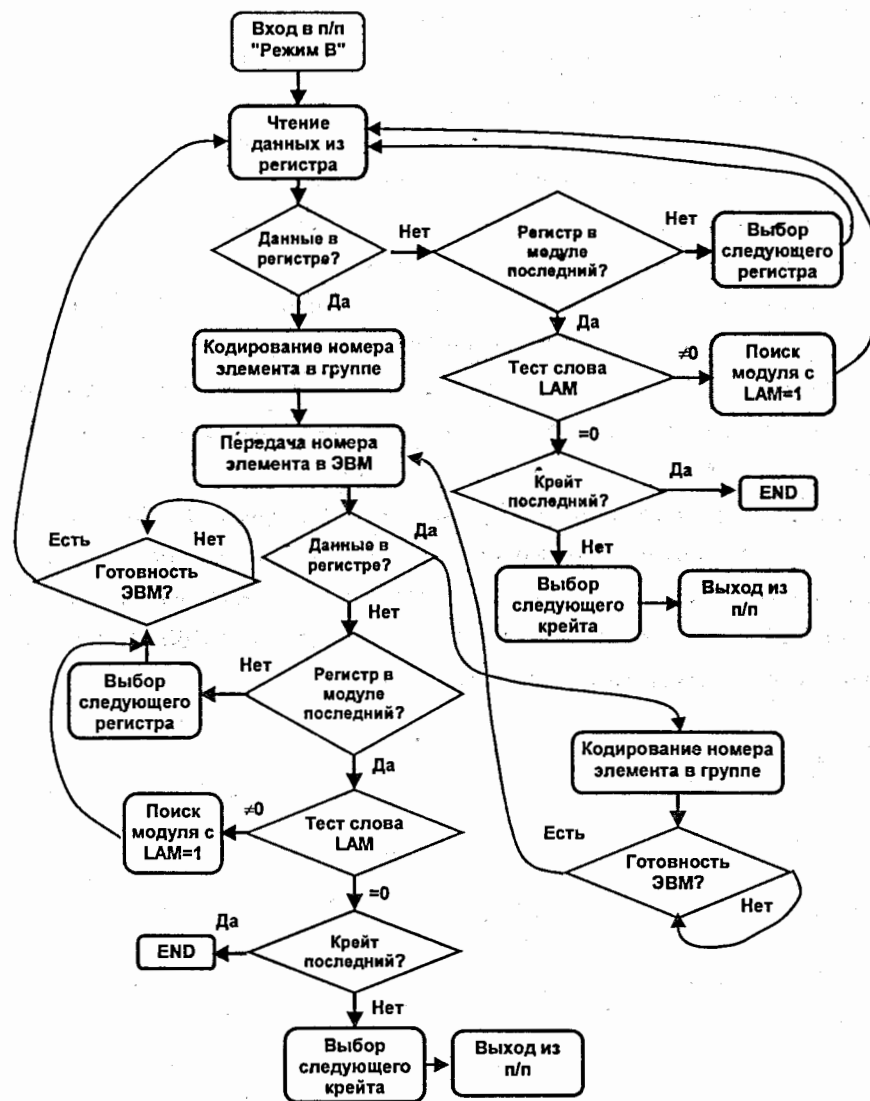 Вход в п/п
"Режим В"
Чтение
данных из
регистра
Данные в
регистре?
Нет
Регистр в
модуле
последний?
Нет
Выбор
следующего
регистра
Да
Кодирование номера
элемента в группе
Да
Тест слова
LAM
≠0
Поиск
модуля с
LAM=1
=0
Передача номера
элемента в ЭВМ
Крейт
последний?
Да
END
Нет
Выбор
следующего
крейта
Выход из
п/п
Данные в
регистре?
Да
Есть
Нет
Готовность
ЭВМ?
Нет
Регистр в
модуле
последний?
Нет
Выбор
следующего
регистра
Кодирование номера
элемента в группе
Да
Тест слова
LAM
≠0
Поиск
модуля с
LAM=1
Есть
Готовность
ЭВМ?
Нет
=0
Крейт
последний?
Да
END
Нет
Выбор
следующего
крейта
Выход из
п/п